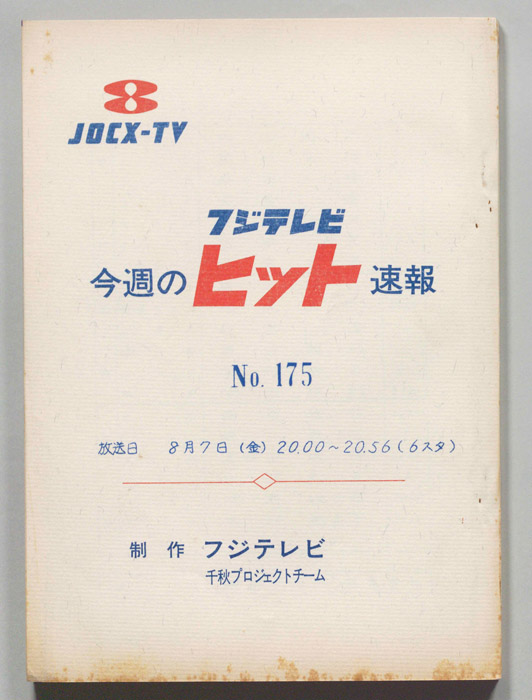 8
JOCX-TV
フジテレビ
今週の ヒット 速報
No. 175
放送日 8月7日(金) 20.00~20.56(6スタ)
制作 フジテレビ
千秋プロジェクトチーム